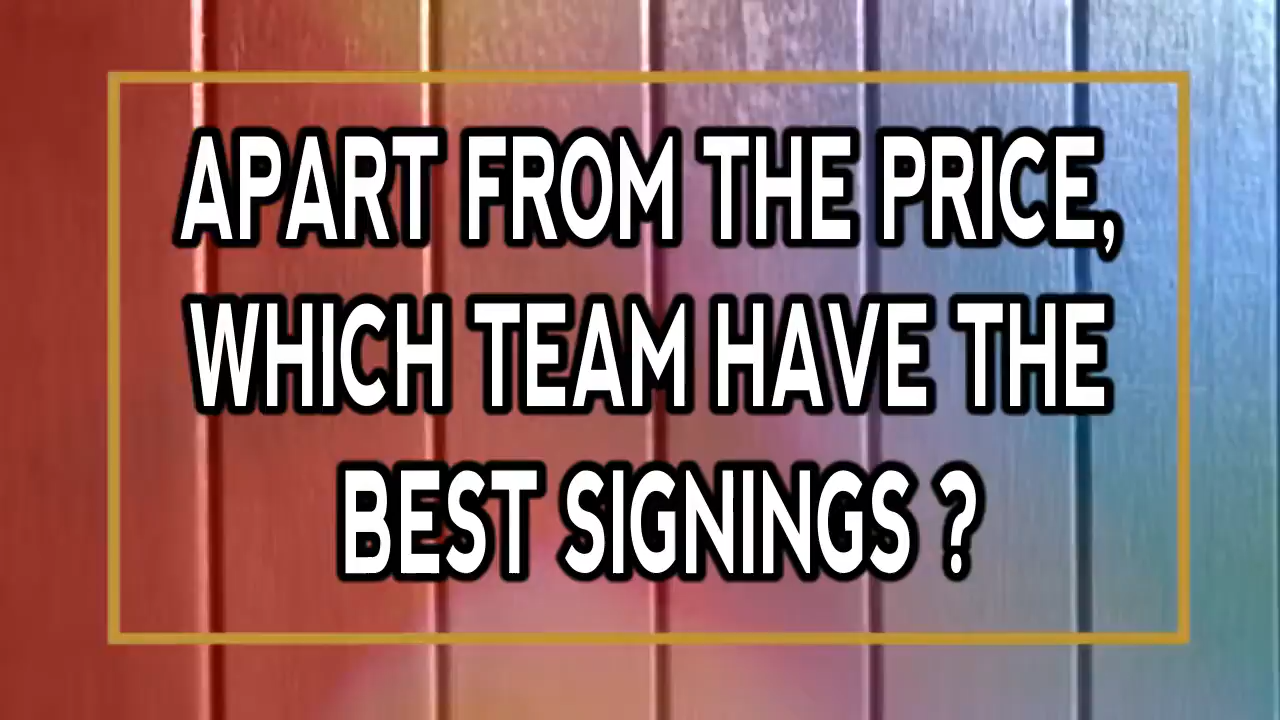 APART FROM THE PRICE,
WHICH TEAM HAVE THE
BEST SIGNINGS ?